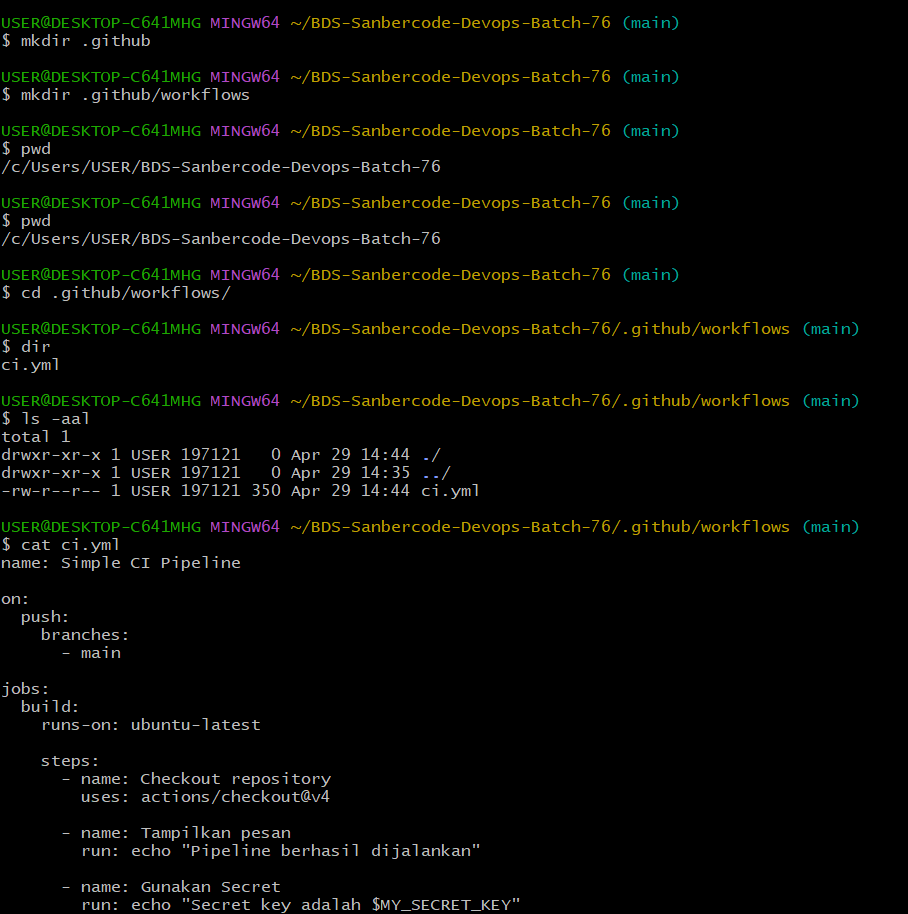 USER@DESKTOP-C641MHG MINGW64 ~/BDS-Sanbercode-Devops-Batch-76 (main)
$ mkdir .github
USER@DESKTOP-C641MHG MINGW64 ~/BDS-Sanbercode-Devops-Batch-76 (main)
$ mkdir .github/workflows
USER@DESKTOP-C641MHG MINGW64 ~/BDS-Sanbercode-Devops-Batch-76 (main)
$ pwd
/c/Users/USER/BDS-Sanbercode-Devops-Batch-76
USER@DESKTOP-C641MHG MINGW64 ~/BDS-Sanbercode-Devops-Batch-76 (main)
$ pwd
/c/Users/USER/BDS-Sanbercode-Devops-Batch-76
USER@DESKTOP-C641MHG MINGW64 ~/BDS-Sanbercode-Devops-Batch-76 (main)
$ cd .github/workflows/
USER@DESKTOP-C641MHG MINGW64 ~/BDS-Sanbercode-Devops-Batch-76/.github/workflows (main)
$ dir
ci.yml
USER@DESKTOP-C641MHG MINGW64 ~/BDS-Sanbercode-Devops-Batch-76/.github/workflows (main)
$ ls -aal
total 1
drwxr-xr-x 1 USER 197121   0 Apr 29 14:44 ./
drwxr-xr-x 1 USER 197121   0 Apr 29 14:35 ../
-rw-r--r-- 1 USER 197121 350 Apr 29 14:44 ci.yml
USER@DESKTOP-C641MHG MINGW64 ~/BDS-Sanbercode-Devops-Batch-76/.github/workflows (main)
$ cat ci.yml
name: Simple CI Pipeline
on:
  push:
    branches:
      - main
jobs:
  build:
    runs-on: ubuntu-latest
    steps:
      - name: Checkout repository
        uses: actions/checkout@v4
      - name: Tampilkan pesan
        run: echo "Pipeline berhasil dijalankan"
      - name: Gunakan Secret
        run: echo "Secret key adalah $MY_SECRET_KEY"